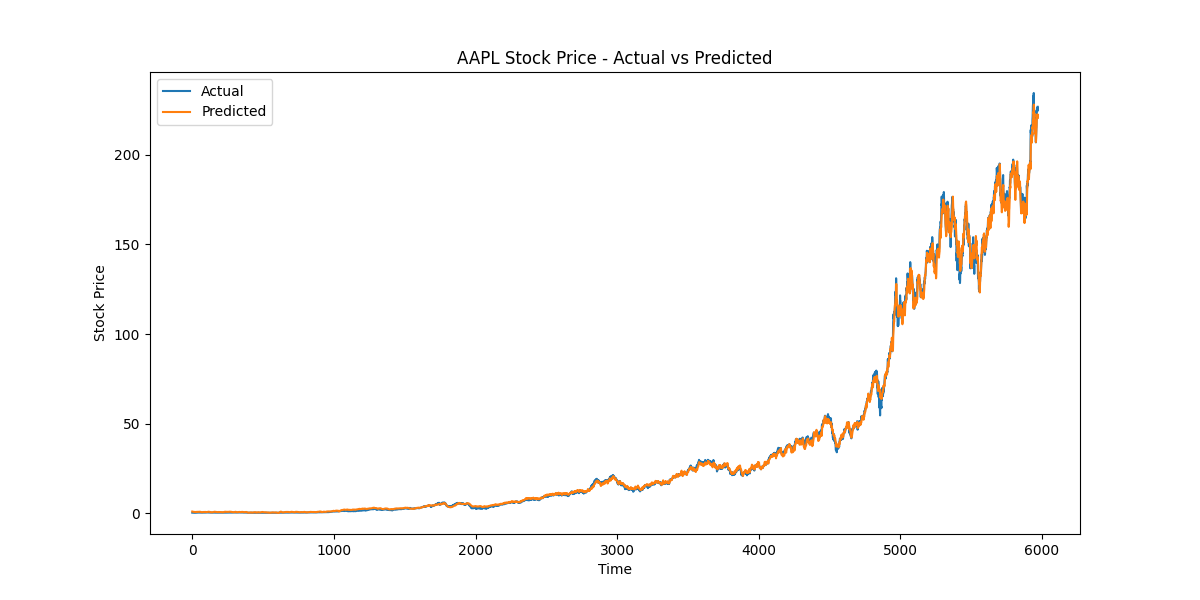 AAPL Stock Price - Actual vs Predicted
Actual
Predicted
Stock Price
200
150
100
50
0
0 1000 2000 3000 4000 5000 6000
Time